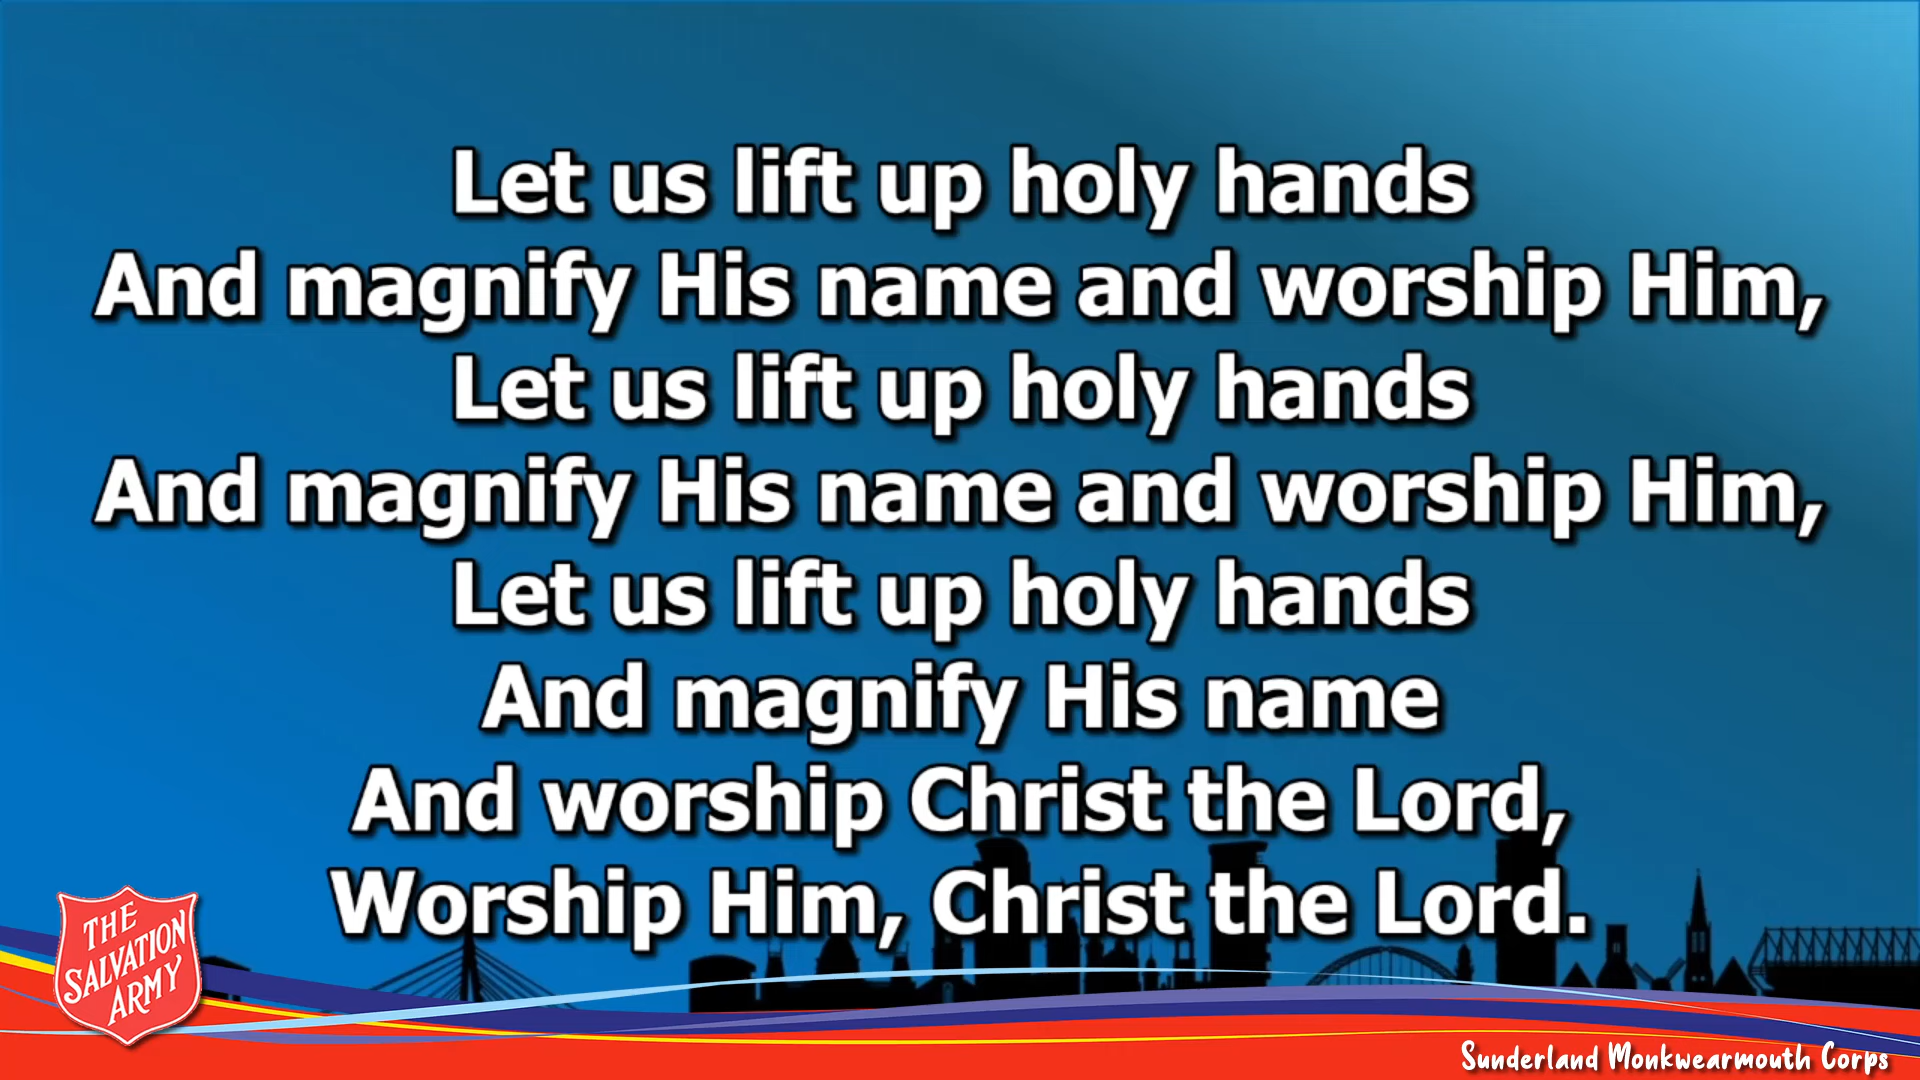 Let us lift up holy hands
And magnify His name and worship Him,
Let us lift up holy hands
And magnify His name and worship Him,
Let us lift up holy hands
And magnify His name
And worship Christ the Lord,
Worship Him, Christ the Lord.
THE
SALVATION
ARMY
Sunderland Monkwearmouth Corps